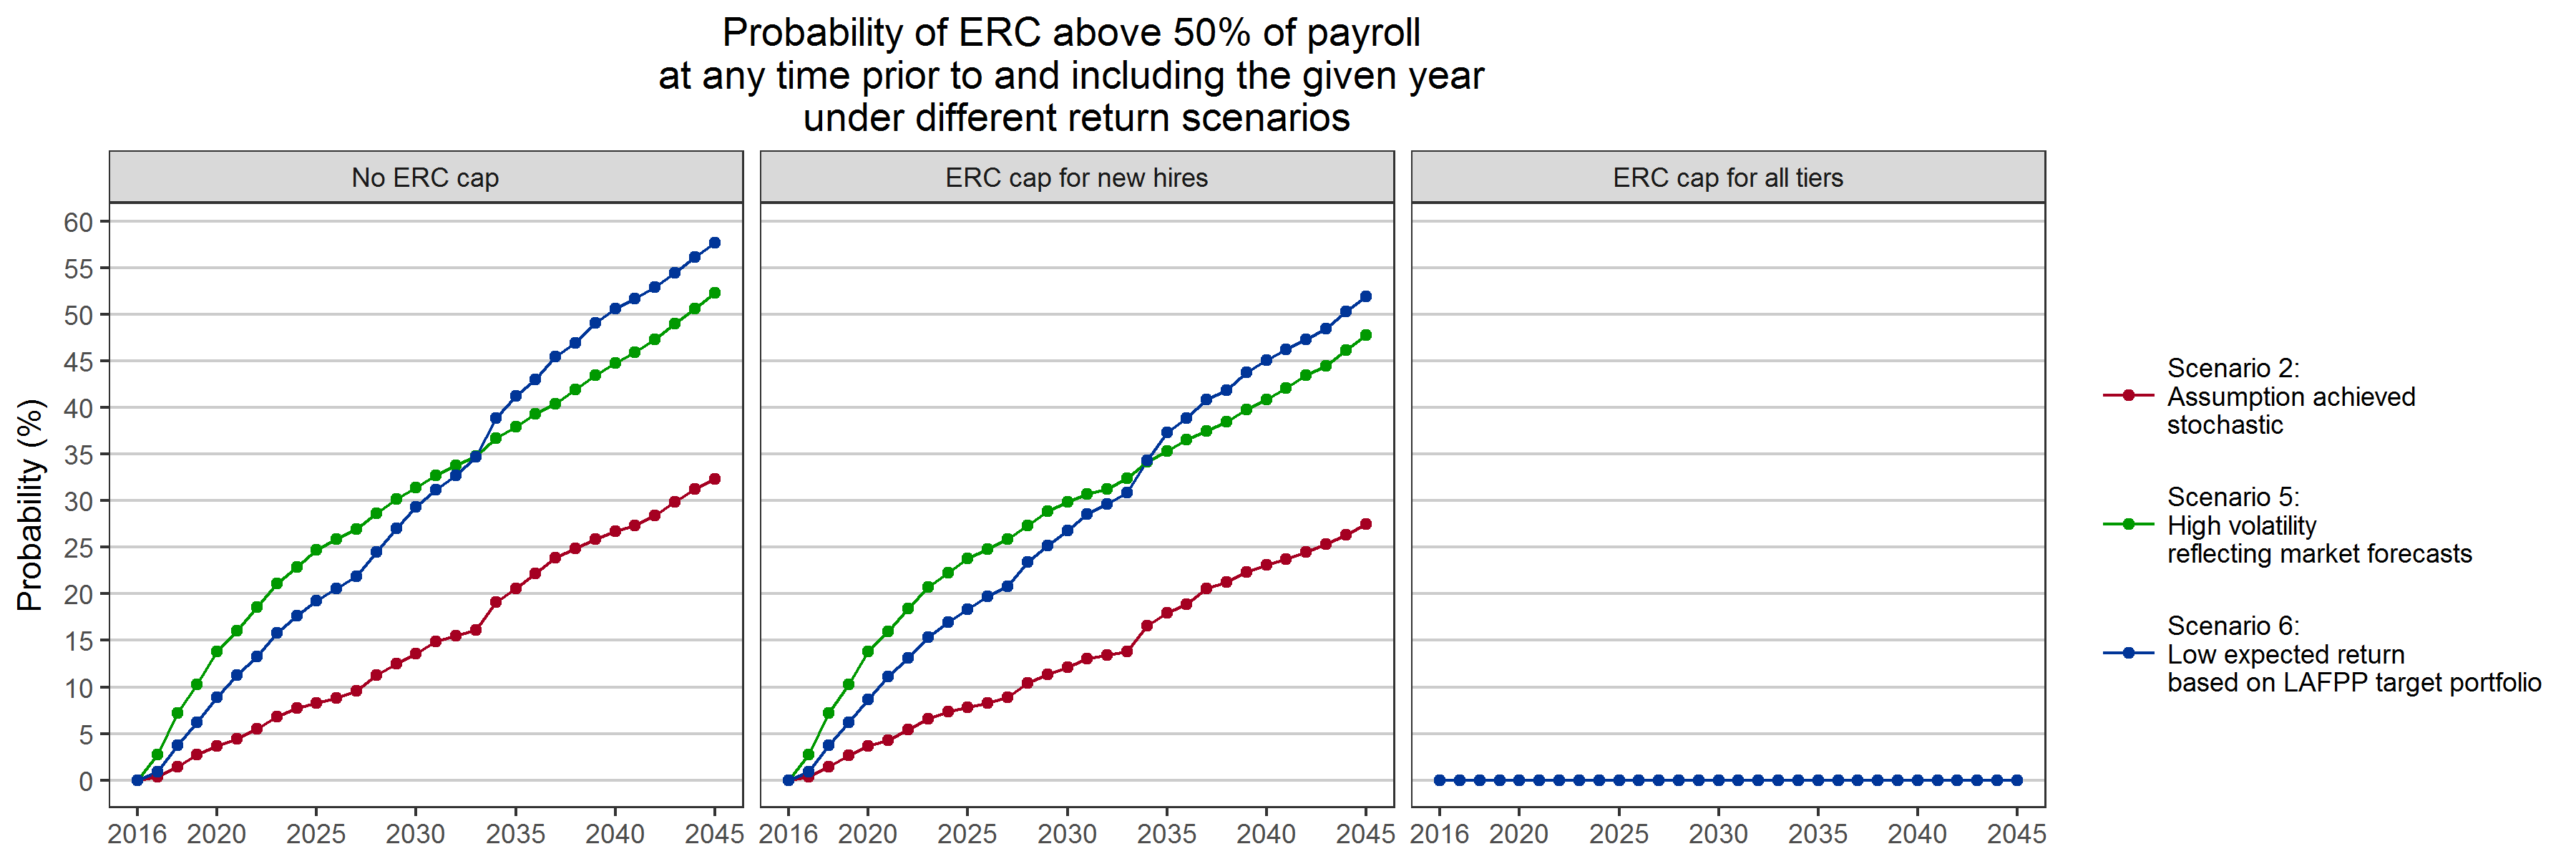 Probability of ERC above 50% of payroll
at any time prior to and including the given year
under different return scenarios
No ERC cap
ERC cap for new hires
ERC cap for all tiers
Probability (%)
60
55
50
45
40
35
30
25
20
15
10
5
0
2016 2020 2025 2030 2035 2040 2045
2016 2020 2025 2030 2035 2040 2045
2016 2020 2025 2030 2035 2040 2045
Scenario 2:
Assumption achieved
stochastic
Scenario 5:
High volatility
reflecting market forecasts
Scenario 6:
Low expected return
based on LAFPP target portfolio